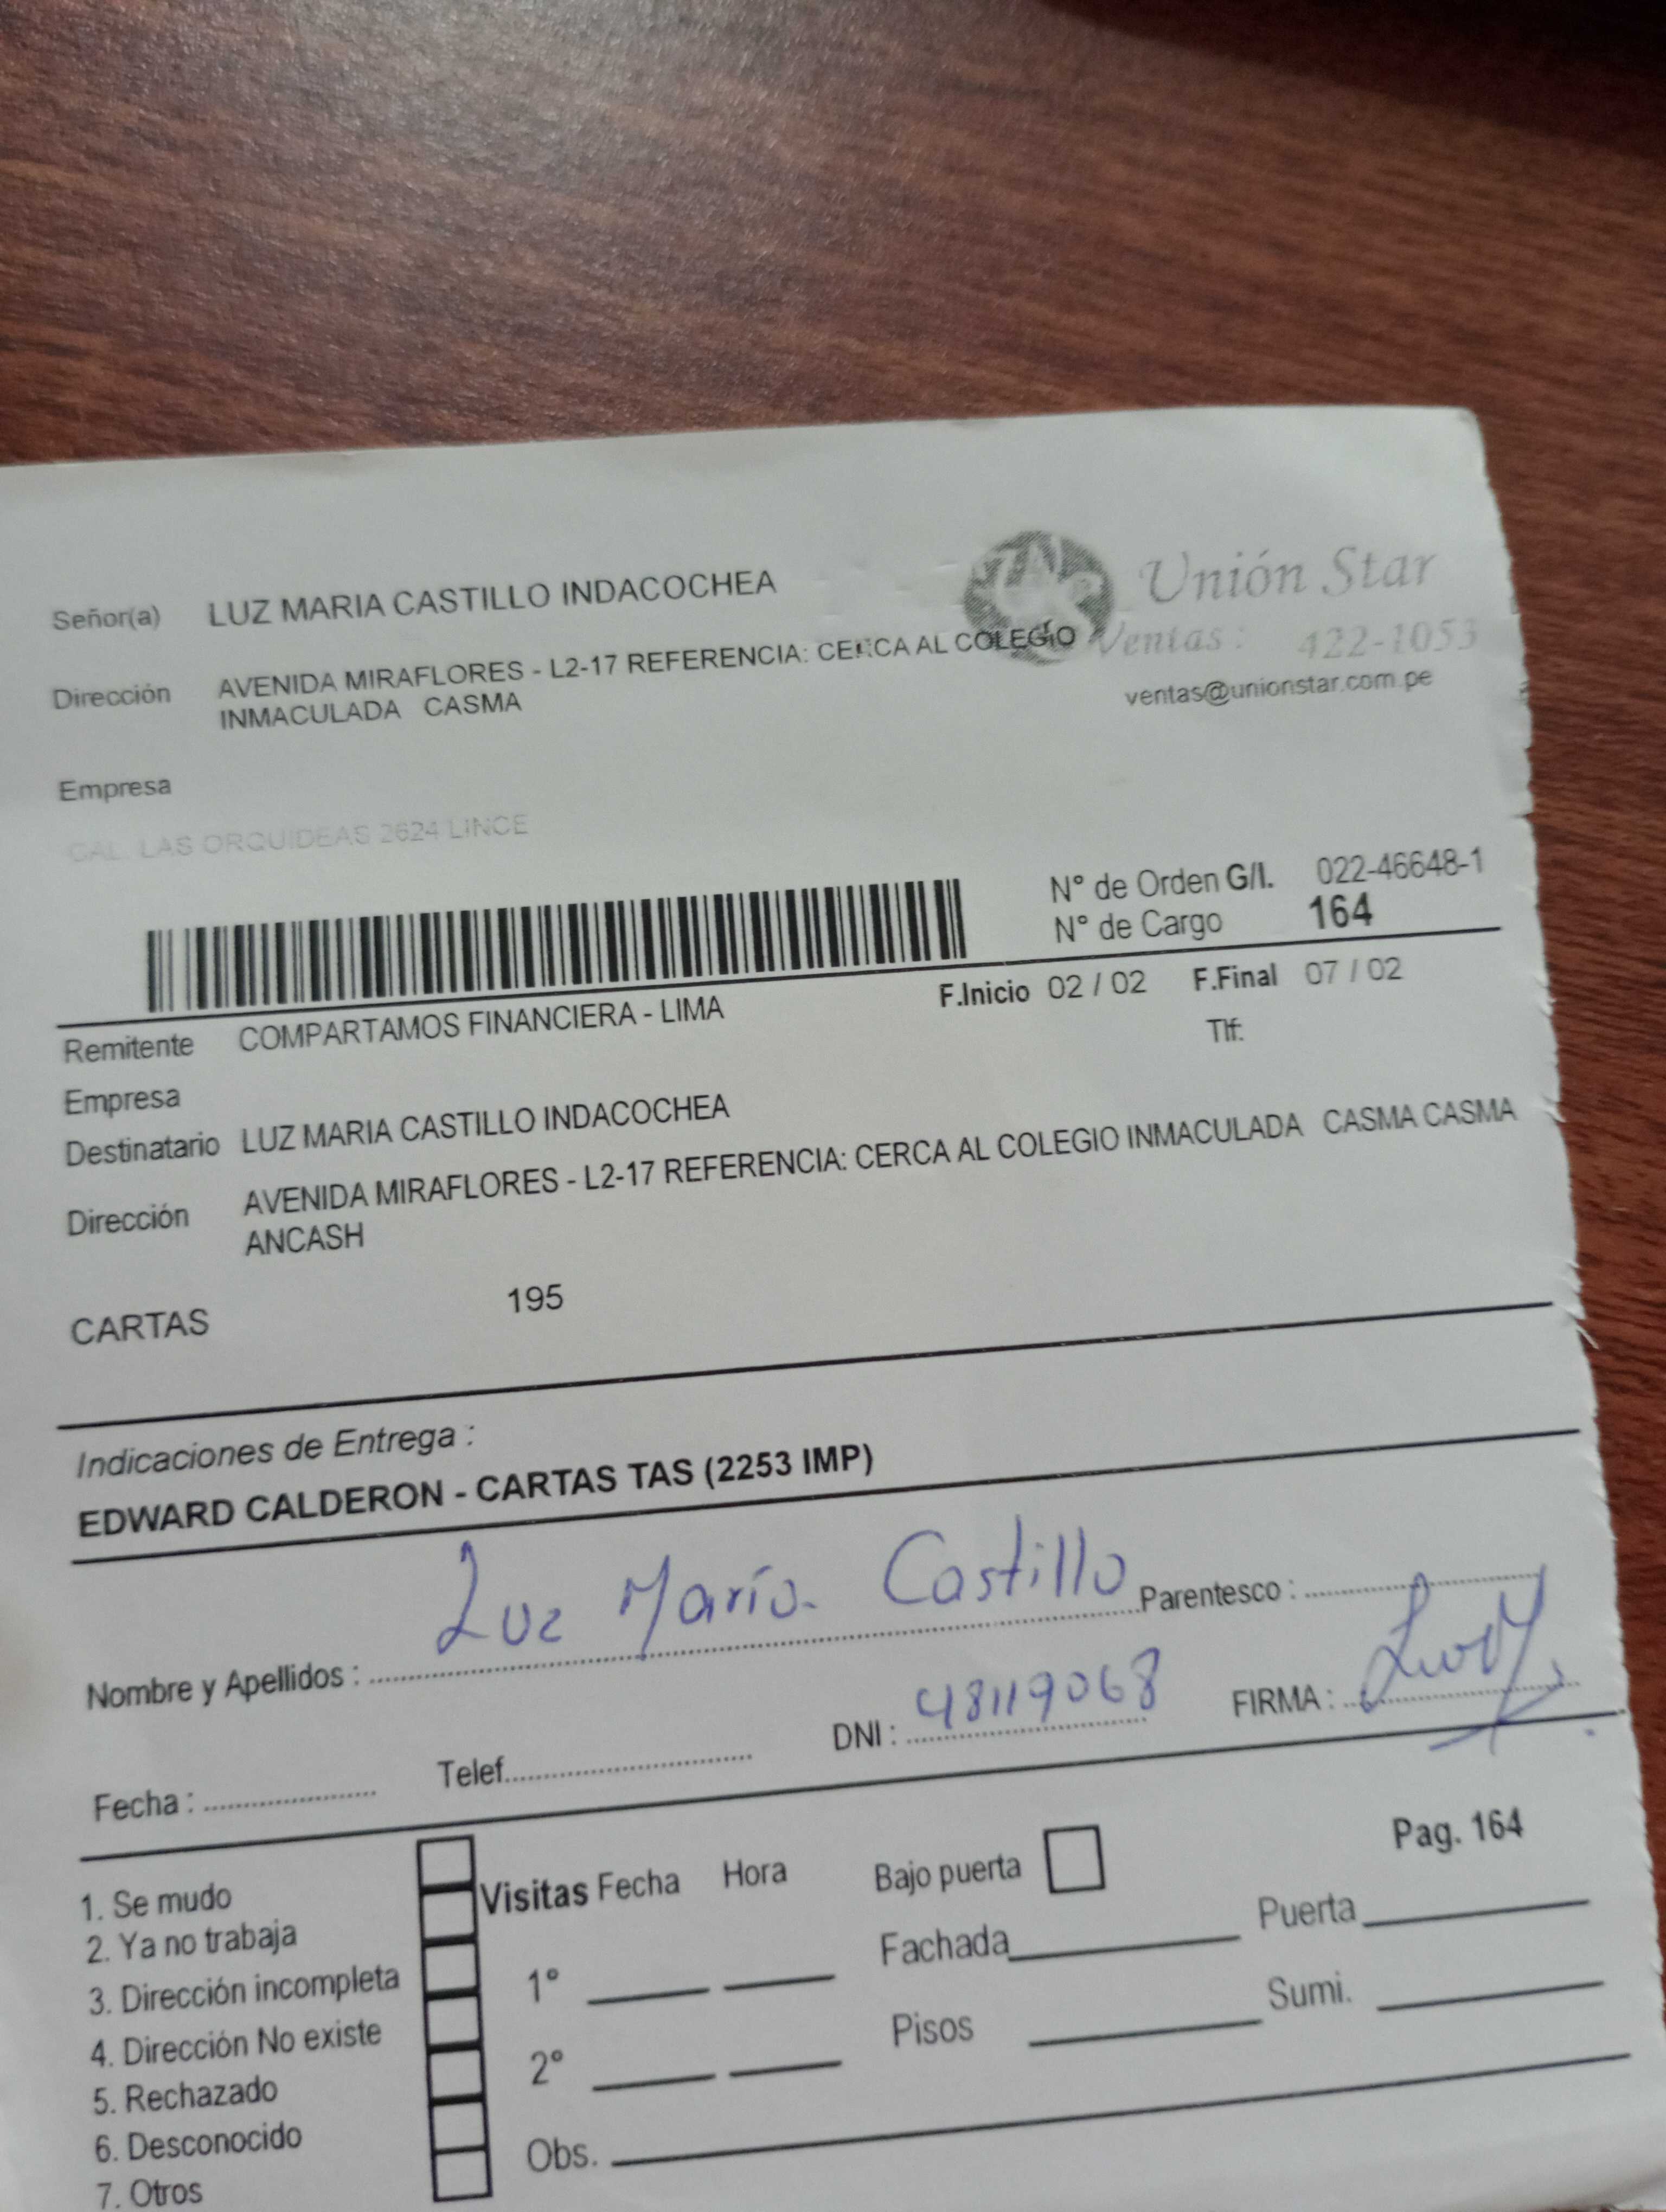 Señor(a) LUZ MARIA CASTILLO INDACOCHEA
Unión Star
Ventas : 422-1053
ventas@unionstar.com.pe
Dirección AVENIDA MIRAFLORES - L2-17 REFERENCIA: CERCA AL COLEGIO
INMACULADA CASMA
Empresa
CAL. LAS ORQUIDEAS 2624 LINCE
N° de Orden G/I. 022-46648-1
N° de Cargo 164
F.Inicio 02 / 02 F.Final 07 / 02
Remitente COMPARTAMOS FINANCIERA - LIMA
Tlf:
Empresa
Destinatario LUZ MARIA CASTILLO INDACOCHEA
Dirección AVENIDA MIRAFLORES - L2-17 REFERENCIA: CERCA AL COLEGIO INMACULADA CASMA CASMA
ANCASH
CARTAS 195
Indicaciones de Entrega :
EDWARD CALDERON - CARTAS TAS (2253 IMP)
Nombre y Apellidos : Luz María Castillo Parentesco :
Fecha : Telef. DNI : 48119068 FIRMA :
Pag. 164
1. Se mudo
2. Ya no trabaja
3. Dirección incompleta
4. Dirección No existe
5. Rechazado
6. Desconocido
7. Otros
Visitas Fecha Hora
1°
2°
Obs.
Bajo puerta
Fachada Puerta
Pisos Sumi.